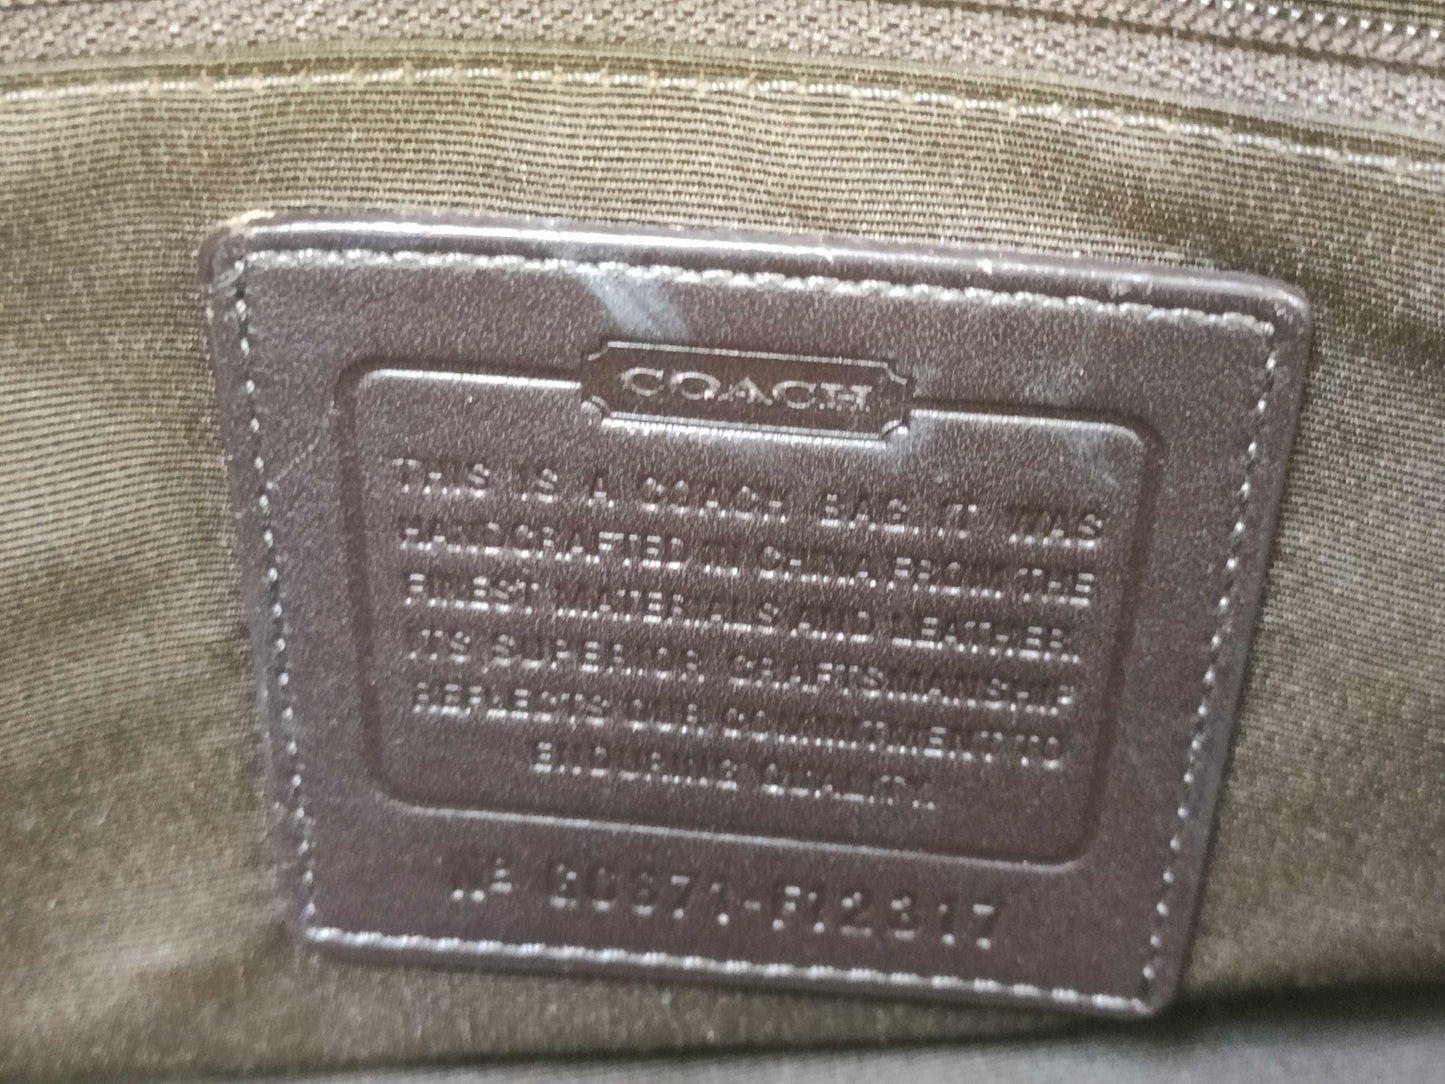 COACH
THIS IS A COACH BAG. IT WAS
HANDCRAFTED IN CHINA FROM THE
FINEST MATERIALS AND LEATHER.
ITS SUPERIOR CRAFTSMANSHIP
REFLECTS OUR COMMITMENT TO
ENDURING QUALITY.
Nº